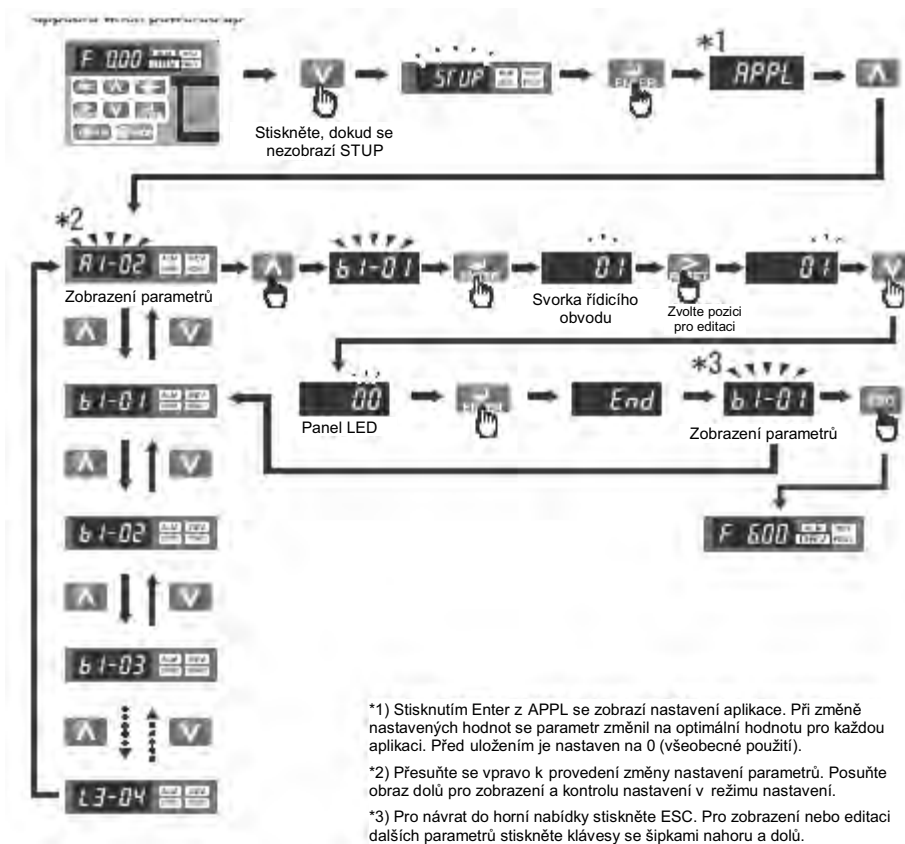 F 0.00
STUP
ENTER
*1
APPL
Stiskněte, dokud se
nezobrazí STUP
*2
A1-02
b1-01
01
01
Zobrazení parametrů
Svorka řídicího
obvodu
Zvolte pozici
pro editaci
b1-01
00
End
*3
b1-01
ESC
Panel LED
Zobrazení parametrů
b1-02
F 6.00
b1-03
L3-04
*1) Stisknutím Enter z APPL se zobrazí nastavení aplikace. Při změně
nastavených hodnot se parametr změnil na optimální hodnotu pro každou
aplikaci. Před uložením je nastaven na 0 (všeobecné použití).
*2) Přesuňte se vpravo k provedení změny nastavení parametrů. Posuňte
obraz dolů pro zobrazení a kontrolu nastavení v režimu nastavení.
*3) Pro návrat do horní nabídky stiskněte ESC. Pro zobrazení nebo editaci
dalších parametrů stiskněte klávesy se šipkami nahoru a dolů.